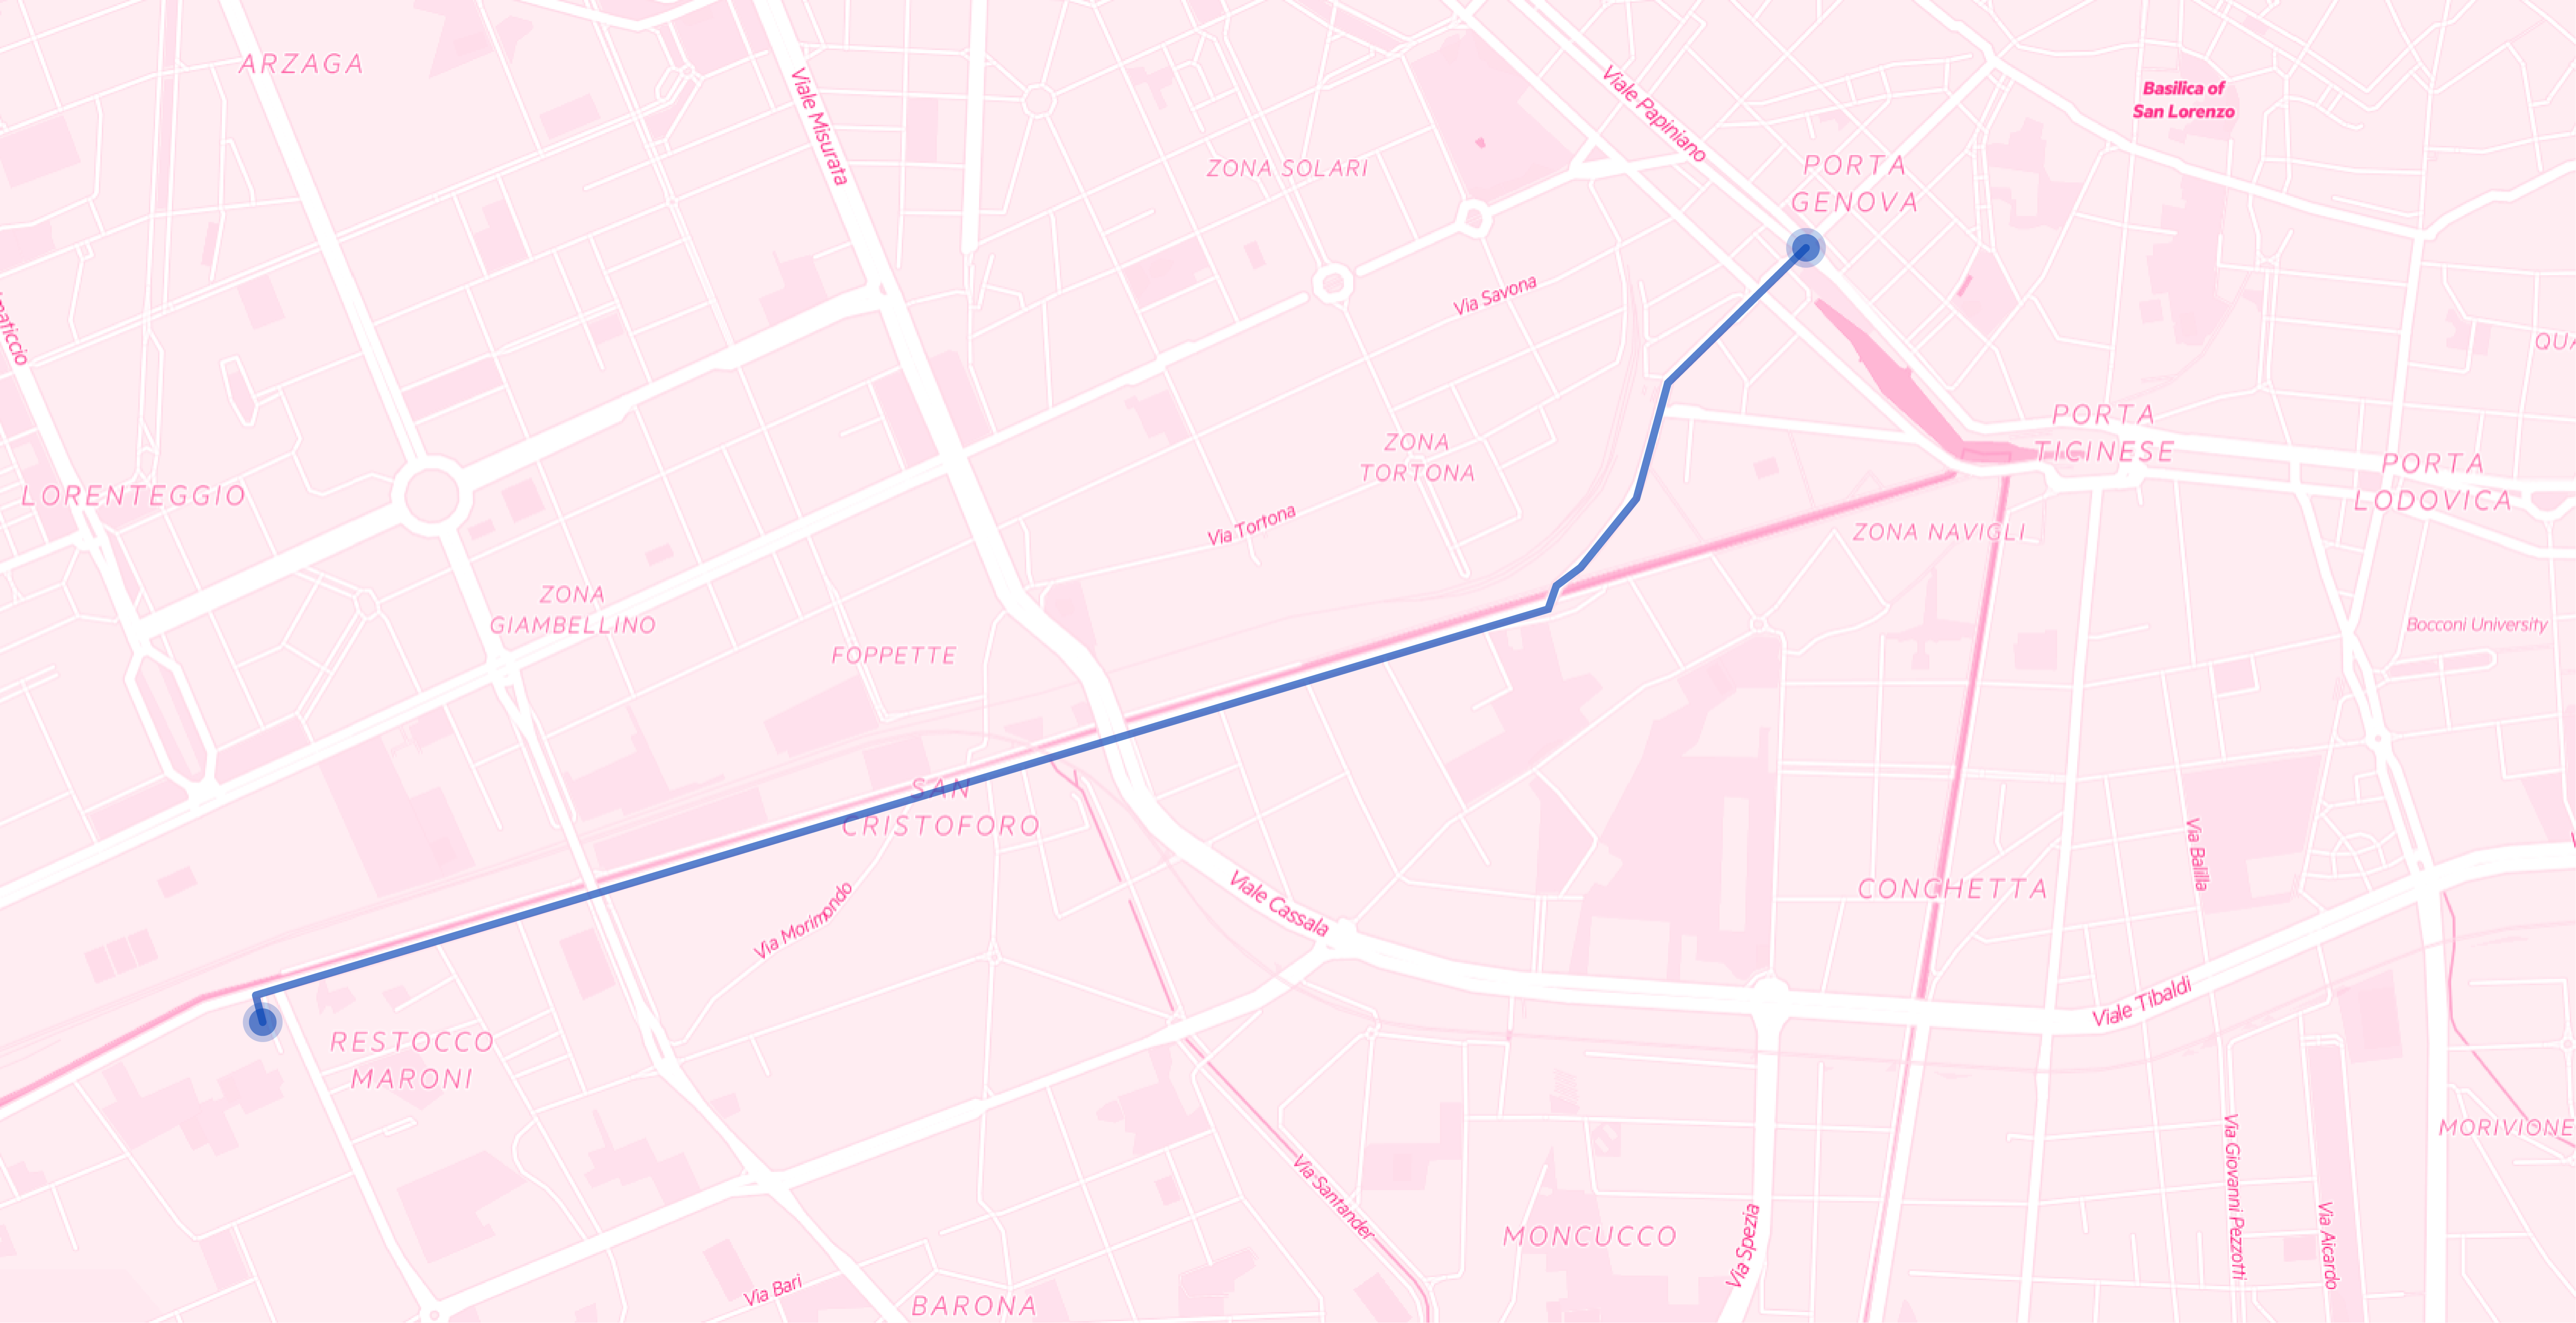 ARZAGA
Viale Misurata
Viale Papiniano
Basilica of
San Lorenzo
ZONA SOLARI
PORTA
GENOVA
Via Savona
PORTA
TICINESE
ZONA
TORTONA
PORTA
LODOVICA
LORENTEGGIO
Via Tortona
ZONA NAVIGLI
ZONA
GIAMBELLINO
Bocconi University
FOPPETTE
SAN
CRISTOFORO
Via Balilla
Viale Cassala
CONCHETTA
Via Morimondo
Viale Tibaldi
RESTOCCO
MARONI
MORIVIONE
Via Santander
Via Giovanni Pezzotti
Via Aicardo
MONCUCCO
Via Spezia
Via Bari
BARONA